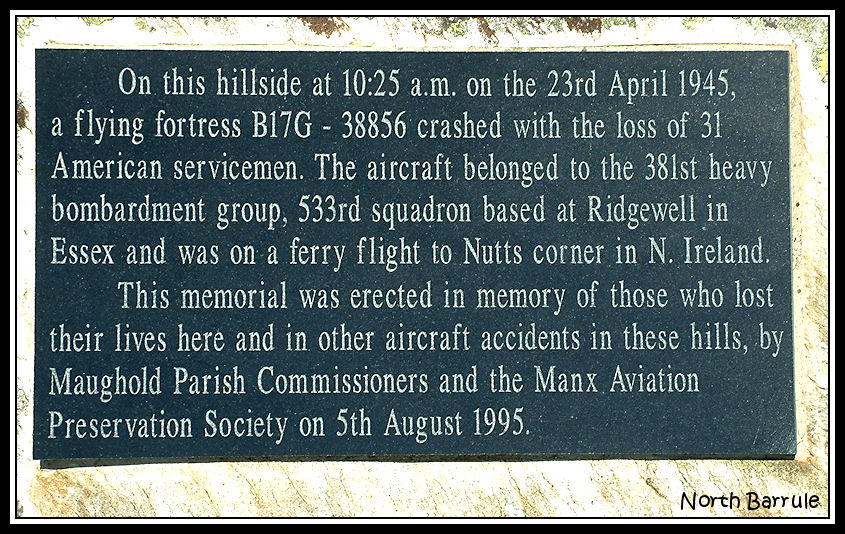 On this hillside at 10:25 a.m. on the 23rd April 1945,
a flying fortress B17G - 38856 crashed with the loss of 31
American servicemen. The aircraft belonged to the 381st heavy
bombardment group, 533rd squadron based at Ridgewell in
Essex and was on a ferry flight to Nutts corner in N. Ireland.
This memorial was erected in memory of those who lost
their lives here and in other aircraft accidents in these hills, by
Maughold Parish Commissioners and the Manx Aviation
Preservation Society on 5th August 1995.
North Barrule